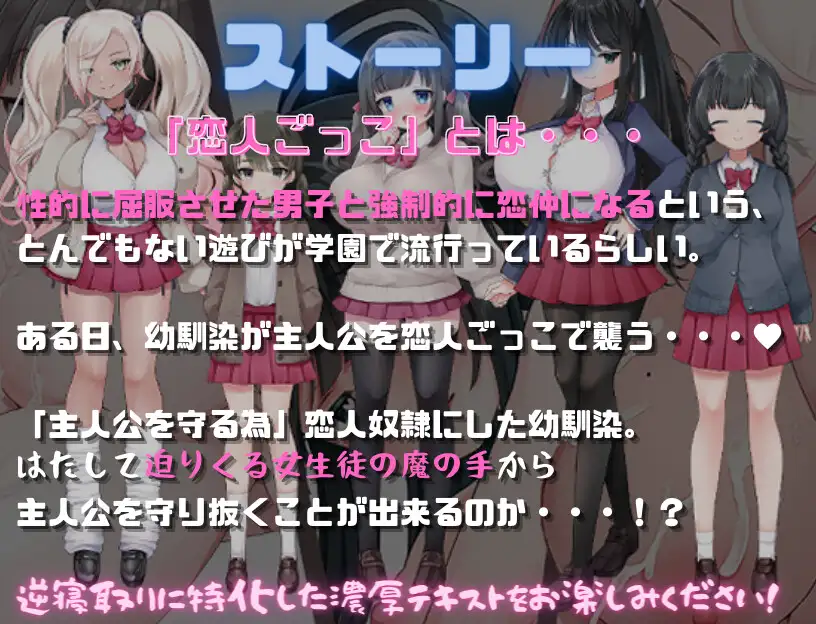 ストーリー
「恋人ごっこ」とは・・・
性的に屈服させた男子と強制的に恋仲になるという、
とんでもない遊びが学園で流行っているらしい。
ある日、幼馴染が主人公を恋人ごっこで襲う・・・♥
「主人公を守る為」恋人奴隷にした幼馴染。
はたして迫りくる女生徒の魔の手から
主人公を守り抜くことが出来るのか・・・！？
逆寝取りに特化した濃厚テキストをお楽しみください！